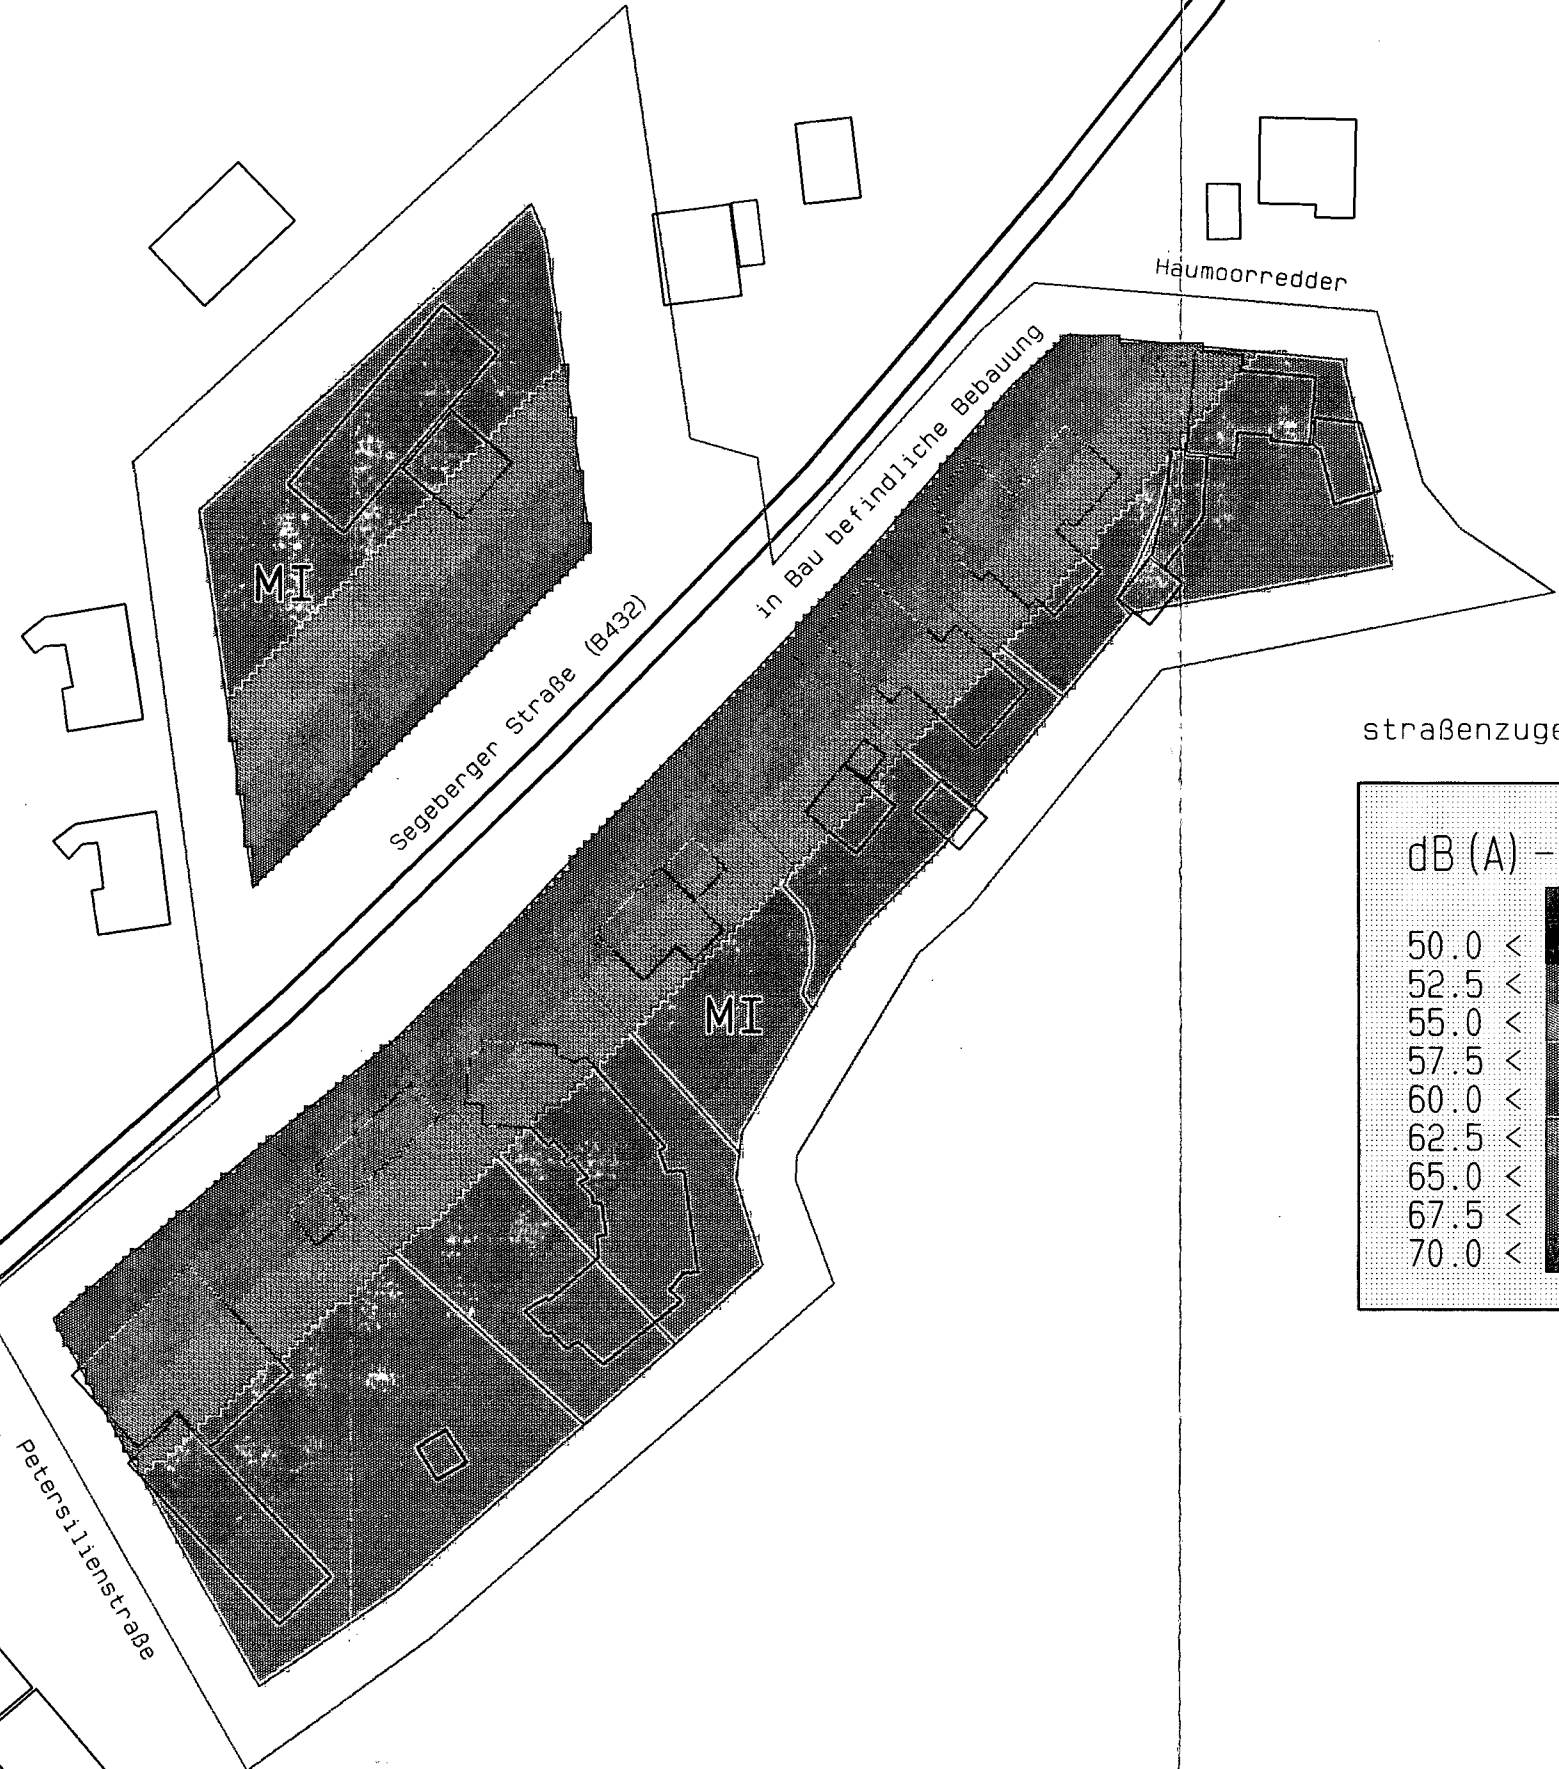 Haumoorredder
in Bau befindliche Bebauung
MI
Segeberger Straße (B432)
straßenzuge
dB (A) -
50.0 <
52.5 <
55.0 <
57.5 <
60.0 <
62.5 <
65.0 <
67.5 <
70.0 <
MI
Petersilienstraße